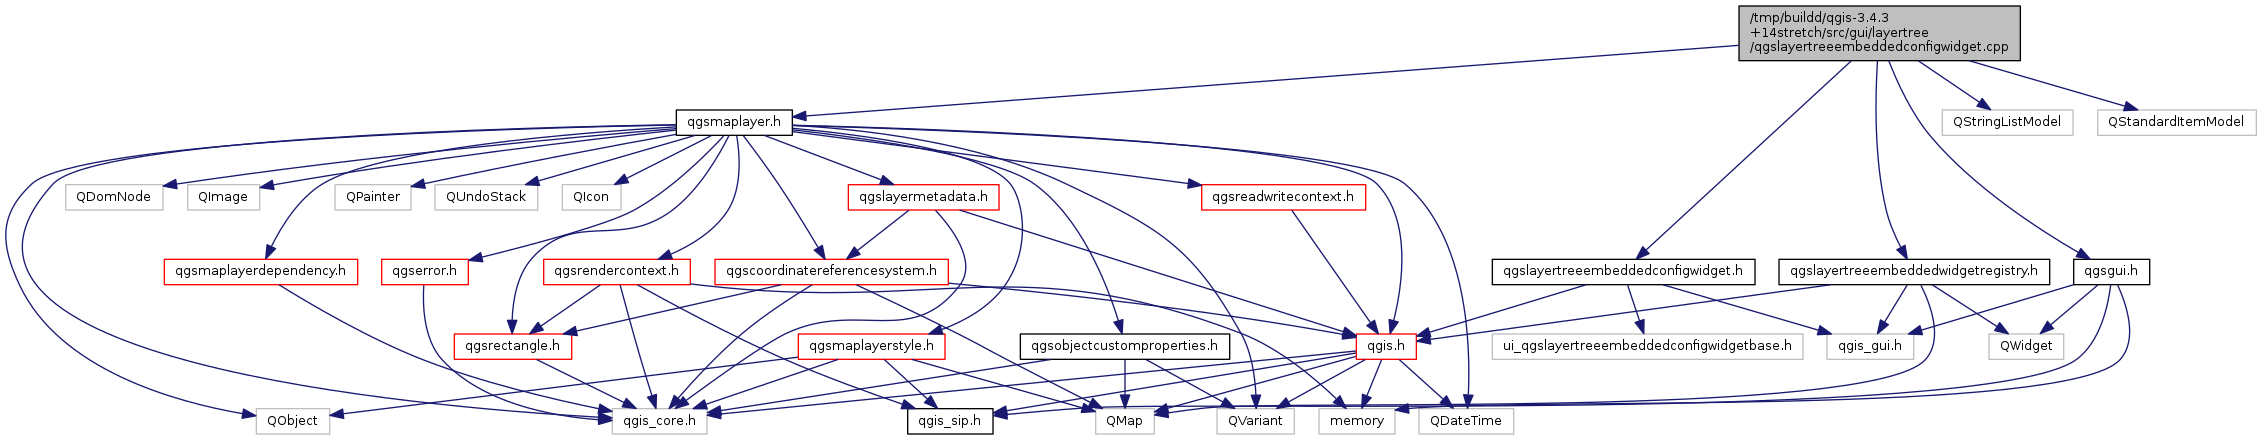 /tmp/buildd/qgis-3.4.3
+14stretch/src/gui/layertree
/qgslayertreeembeddedconfigwidget.cpp
qgsmaplayer.h
QStringListModel
QStandardItemModel
QDomNode
QImage
QPainter
QUndoStack
QIcon
qgslayermetadata.h
qgsreadwritecontext.h
qgsmaplayerdependency.h
qgserror.h
qgsrendercontext.h
qgscoordinatereferencesystem.h
qgslayertreeembeddedconfigwidget.h
qgslayertreeembeddedwidgetregistry.h
qgsgui.h
qgsrectangle.h
qgsmaplayerstyle.h
qgsobjectcustomproperties.h
qgis.h
ui_qgslayertreeembeddedconfigwidgetbase.h
qgis_gui.h
QWidget
QObject
qgis_core.h
qgis_sip.h
QMap
QVariant
memory
QDateTime